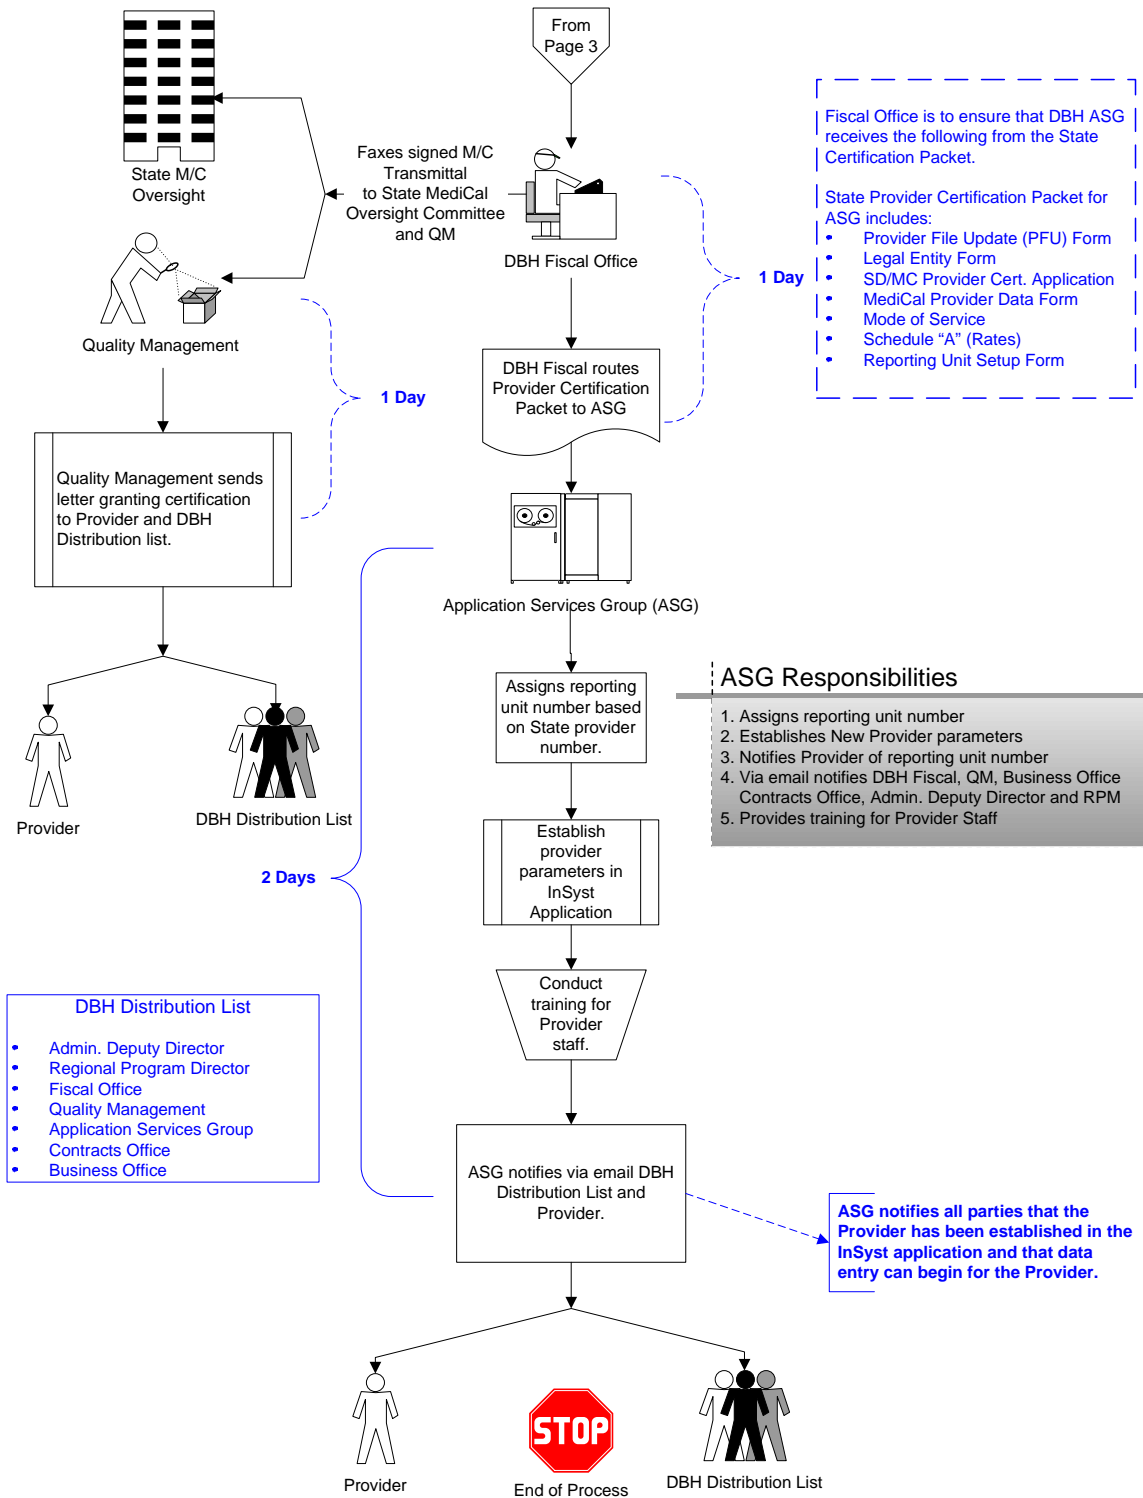 From
Page 3
State M/C
Oversight
Faxes signed M/C
Transmittal
to State MediCal
Oversight Committee
and QM
DBH Fiscal Office
Fiscal Office is to ensure that DBH ASG
receives the following from the State
Certification Packet.
State Provider Certification Packet for
ASG includes:
• Provider File Update (PFU) Form
• Legal Entity Form
• SD/MC Provider Cert. Application
• MediCal Provider Data Form
• Mode of Service
• Schedule “A” (Rates)
• Reporting Unit Setup Form
1 Day
Quality Management
1 Day
DBH Fiscal routes
Provider Certification
Packet to ASG
Quality Management sends
letter granting certification
to Provider and DBH
Distribution list.
Application Services Group (ASG)
Provider
DBH Distribution List
Assigns reporting
unit number based
on State provider
number.
ASG Responsibilities
1. Assigns reporting unit number
2. Establishes New Provider parameters
3. Notifies Provider of reporting unit number
4. Via email notifies DBH Fiscal, QM, Business Office
Contracts Office, Admin. Deputy Director and RPM
5. Provides training for Provider Staff
Establish
provider
parameters in
InSyst
Application
2 Days
Conduct
training for
Provider
staff.
DBH Distribution List
• Admin. Deputy Director
• Regional Program Director
• Fiscal Office
• Quality Management
• Application Services Group
• Contracts Office
• Business Office
ASG notifies via email DBH
Distribution List and
Provider.
ASG notifies all parties that the
Provider has been established in the
InSyst application and that data
entry can begin for the Provider.
Provider
STOP
End of Process
DBH Distribution List